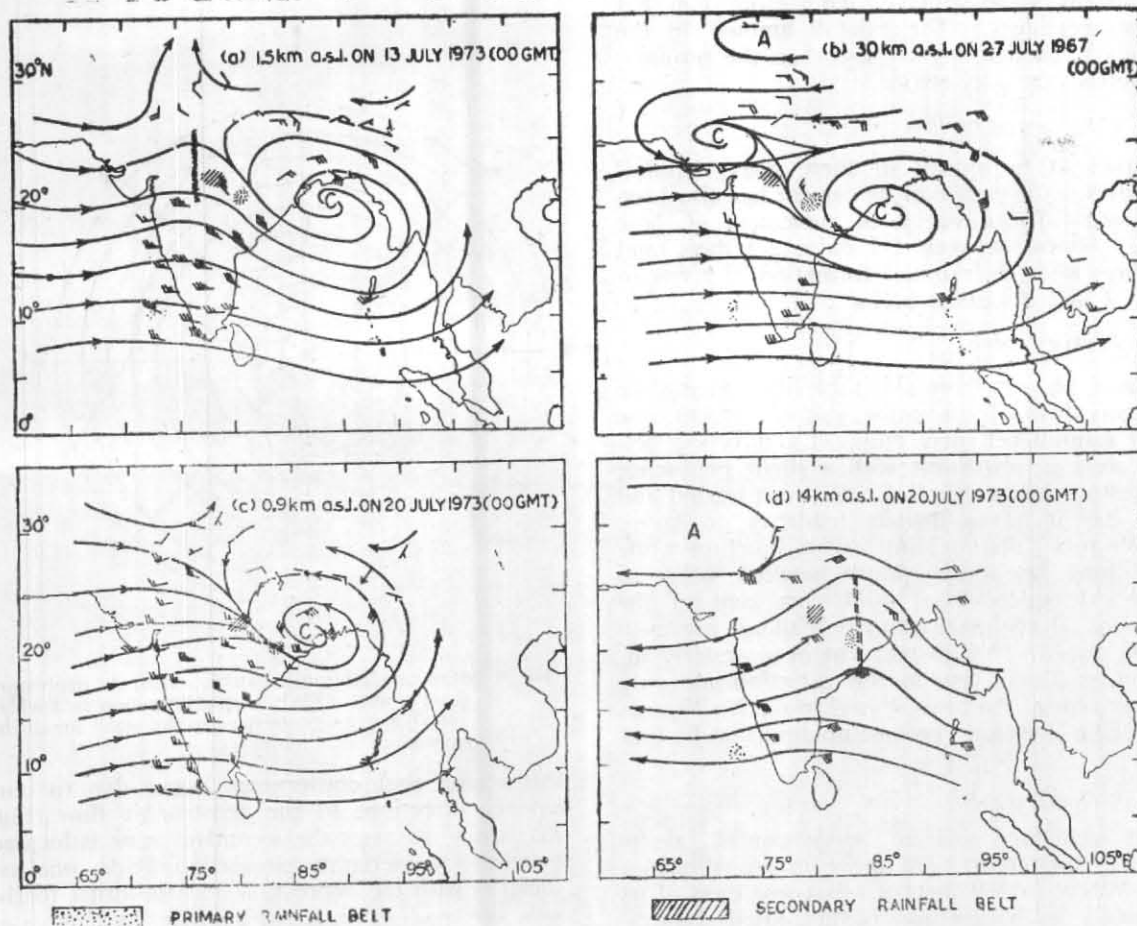 (a) 1.5km a.s.l. ON 13 JULY 1973 (00 GMT)
30°N
20°
10°
0°
C
A
(b) 30 km a.s.l. ON 27 JULY 1967
(00GMT)
C
C
(c) 0.9 km a.s.l. ON 20 JULY 1973 (00 GMT)
30°
20°
10°
0°
C
65°
75°
85°
95°
105°
(d) 14 km a.s.l. ON 20 JULY 1973 (00 GMT)
A
65°
75°
85°
95°
105°E
PRIMARY RAINFALL BELT
SECONDARY RAINFALL BELT